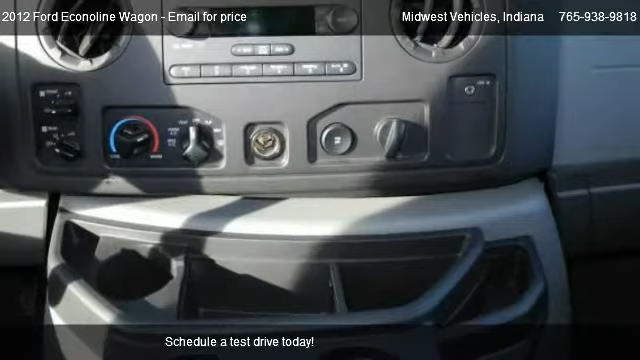 2012 Ford Econoline Wagon - Email for price
Midwest Vehicles, Indiana 765-938-9818
Schedule a test drive today!